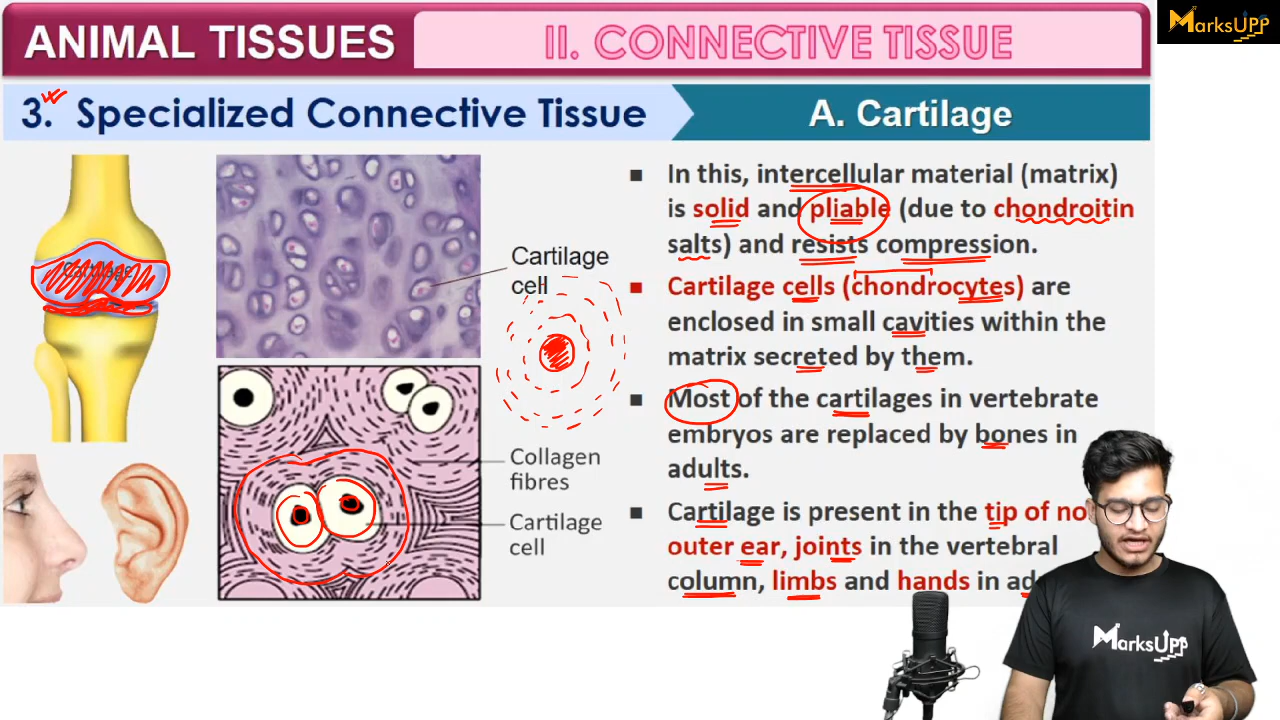 MarksUPP
ANIMAL TISSUES
II. CONNECTIVE TISSUE
3. Specialized Connective Tissue
A. Cartilage
Cartilage
Cartilage
cell
Collagen
fibres
Cartilage
cell
■ In this, intercellular material (matrix)
is solid and pliable (due to chondroitin
salts) and resists compression.
■ Cartilage cells (chondrocytes) are
enclosed in small cavities within the
matrix secreted by them.
■ Most of the cartilages in vertebrate
embryos are replaced by bones in
adults.
■ Cartilage is present in the tip of no
outer ear, joints in the vertebral
column, limbs and hands in ad
MarksUPP